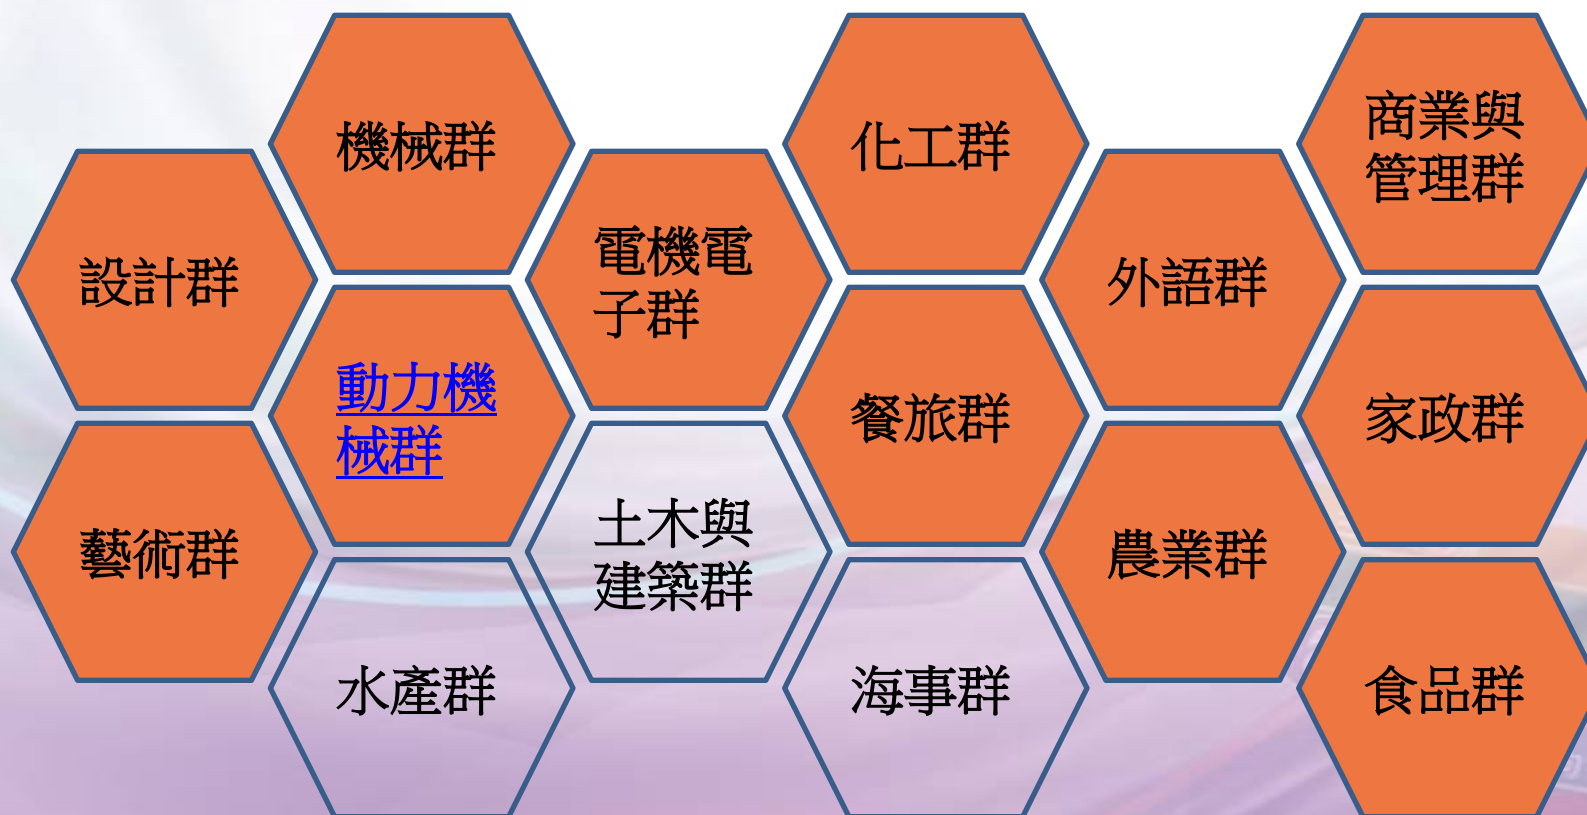 機械群
化工群
商業與
管理群
設計群
電機電
子群
外語群
動力機
械群
餐旅群
家政群
藝術群
土木與
建築群
農業群
水產群
海事群
食品群